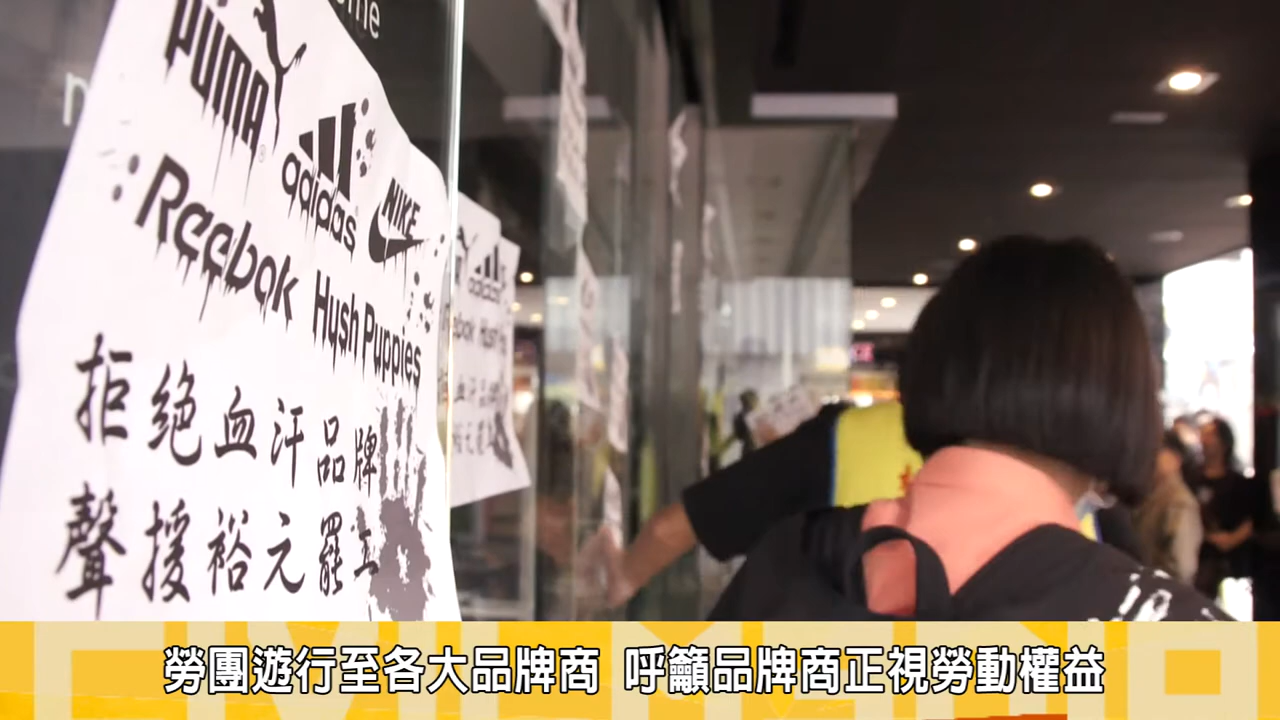 PUMA
adidas
NIKE
Reebok
Hush Puppies
拒絕血汗品牌
聲援裕元罷工
adidas
勞團遊行至各大品牌商 呼籲品牌商正視勞動權益